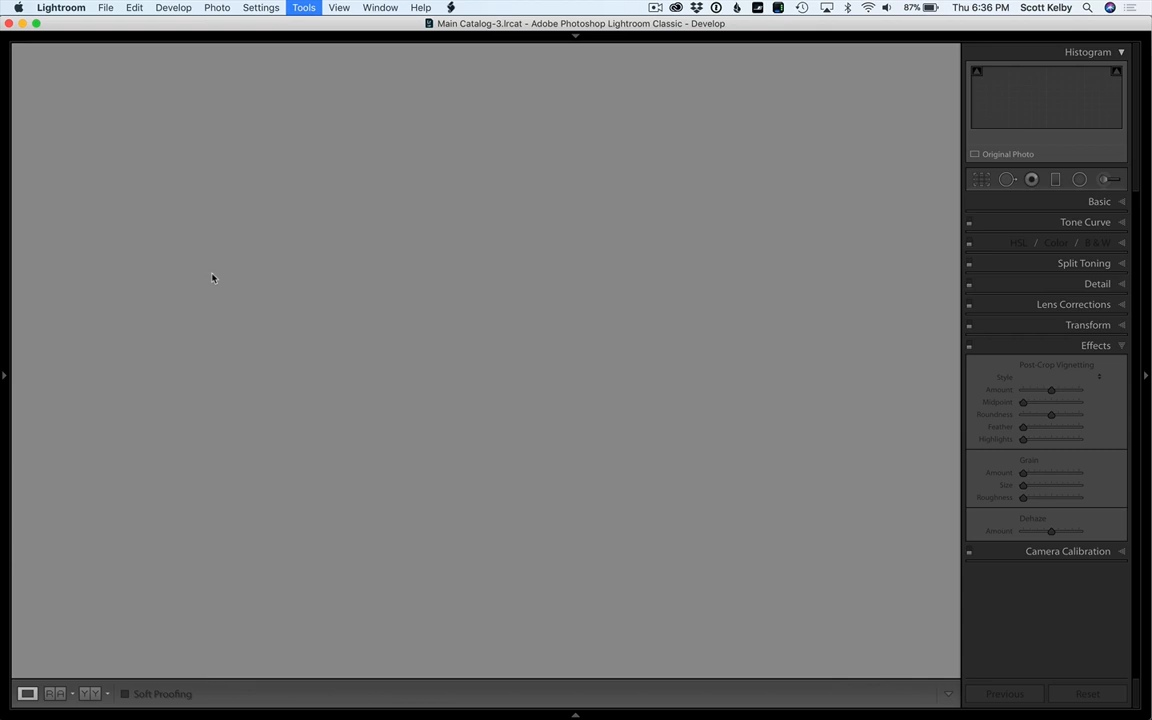 Lightroom File Edit Develop Photo Settings Tools View Window Help 87% Thu 6:36 PM Scott Kelby
Main Catalog-3.lrcat - Adobe Photoshop Lightroom Classic - Develop
Histogram
Original Photo
Basic
Tone Curve
HSL / Color / B & W
Split Toning
Detail
Lens Corrections
Transform
Effects
Post-Crop Vignetting
Style
Amount
Midpoint
Roundness
Feather
Highlights
Grain
Amount
Size
Roughness
Dehaze
Amount
Camera Calibration
R A Y Y Soft Proofing Previous Reset